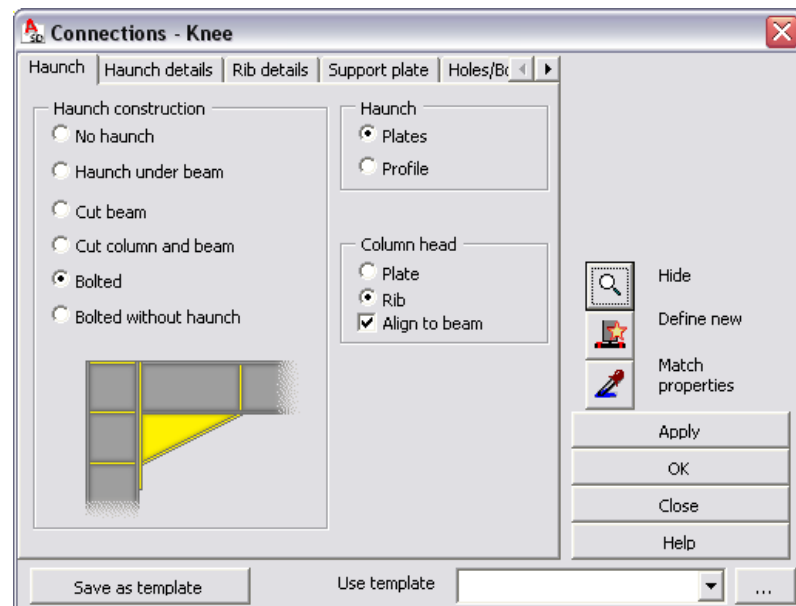 Connections - Knee
Haunch
Haunch details
Rib details
Support plate
Holes/Bo
Haunch construction
No haunch
Haunch under beam
Cut beam
Cut column and beam
Bolted
Bolted without haunch
Haunch
Plates
Profile
Column head
Plate
Rib
Align to beam
Hide
Define new
Match
properties
Apply
OK
Close
Help
Save as template
Use template
...